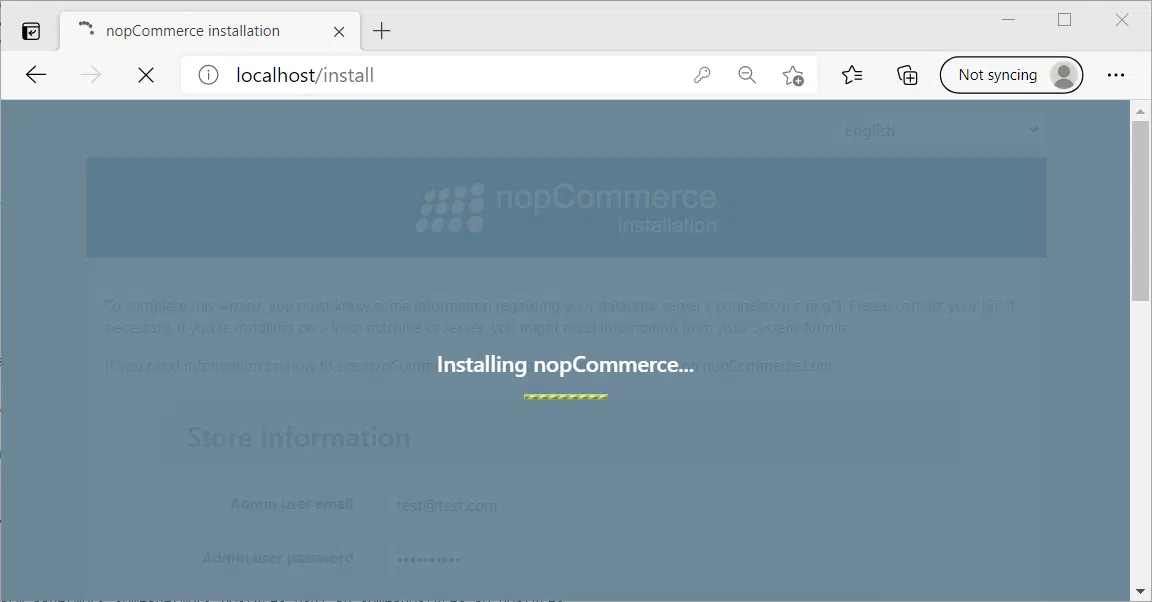 nopCommerce installation
localhost/install
Not syncing
English
nopCommerce
installation
To complete this wizard, you must know some information regarding your database server ("connection string"). Please contact your ISP if
necessary. If you're installing on a local machine or server, you might need information from your System Admin.
If you need information on how to use nopComm nopCommerce.com
Installing nopCommerce...
Store Information
Admin user email test@test.com
Admin user password ••••••••••